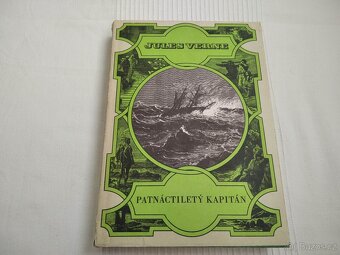 JULES VERNE
PATNÁCTILETÝ KAPITÁN